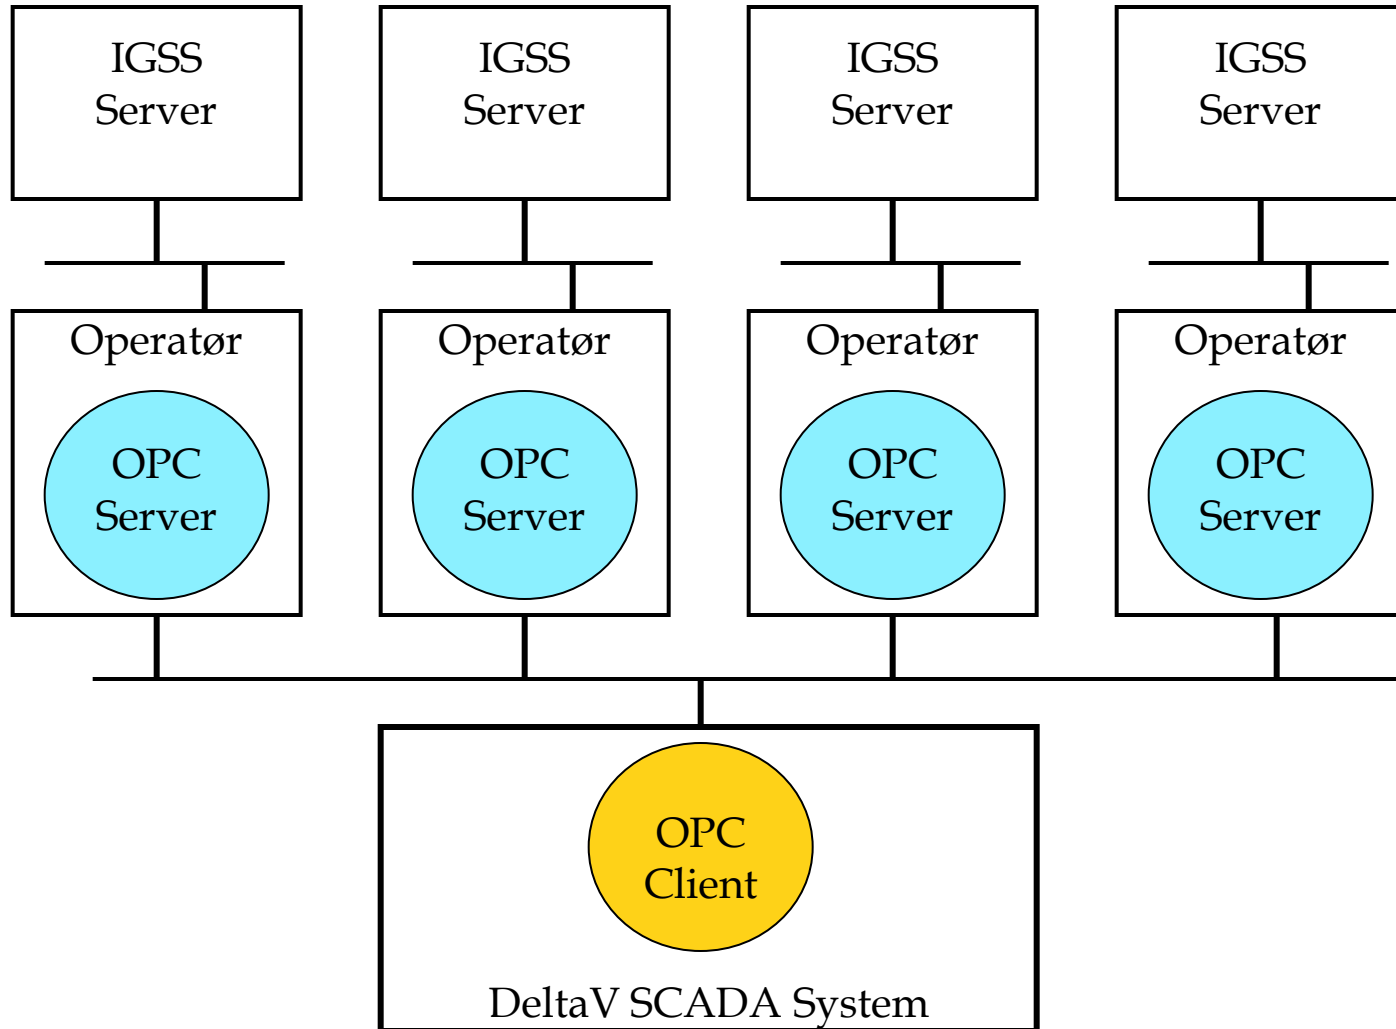 IGSS
Server
IGSS
Server
IGSS
Server
IGSS
Server
Operatør
OPC
Server
Operatør
OPC
Server
Operatør
OPC
Server
Operatør
OPC
Server
OPC
Client
DeltaV SCADA System